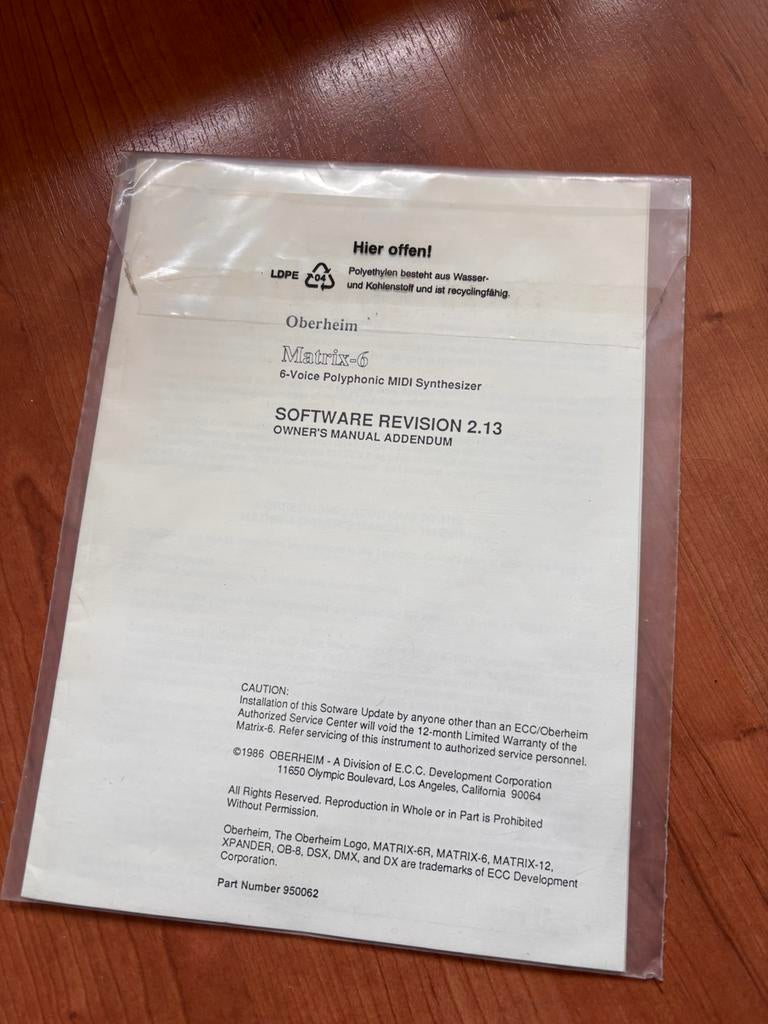 Hier offen!
LDPE 04 Polyethylen besteht aus Wasser-
und Kohlenstoff und ist recyclingfähig.
Oberheim
Matrix-6
6-Voice Polyphonic MIDI Synthesizer
SOFTWARE REVISION 2.13
OWNER'S MANUAL ADDENDUM
CAUTION:
Installation of this Sotware Update by anyone other than an ECC/Oberheim
Authorized Service Center will void the 12-month Limited Warranty of the
Matrix-6. Refer servicing of this instrument to authorized service personnel.
©1986 OBERHEIM - A Division of E.C.C. Development Corporation
11650 Olympic Boulevard, Los Angeles, California 90064
All Rights Reserved. Reproduction in Whole or in Part is Prohibited
Without Permission.
Oberheim, The Oberheim Logo, MATRIX-6R, MATRIX-6, MATRIX-12,
XPANDER, OB-8, DSX, DMX, and DX are trademarks of ECC Development
Corporation.
Part Number 950062